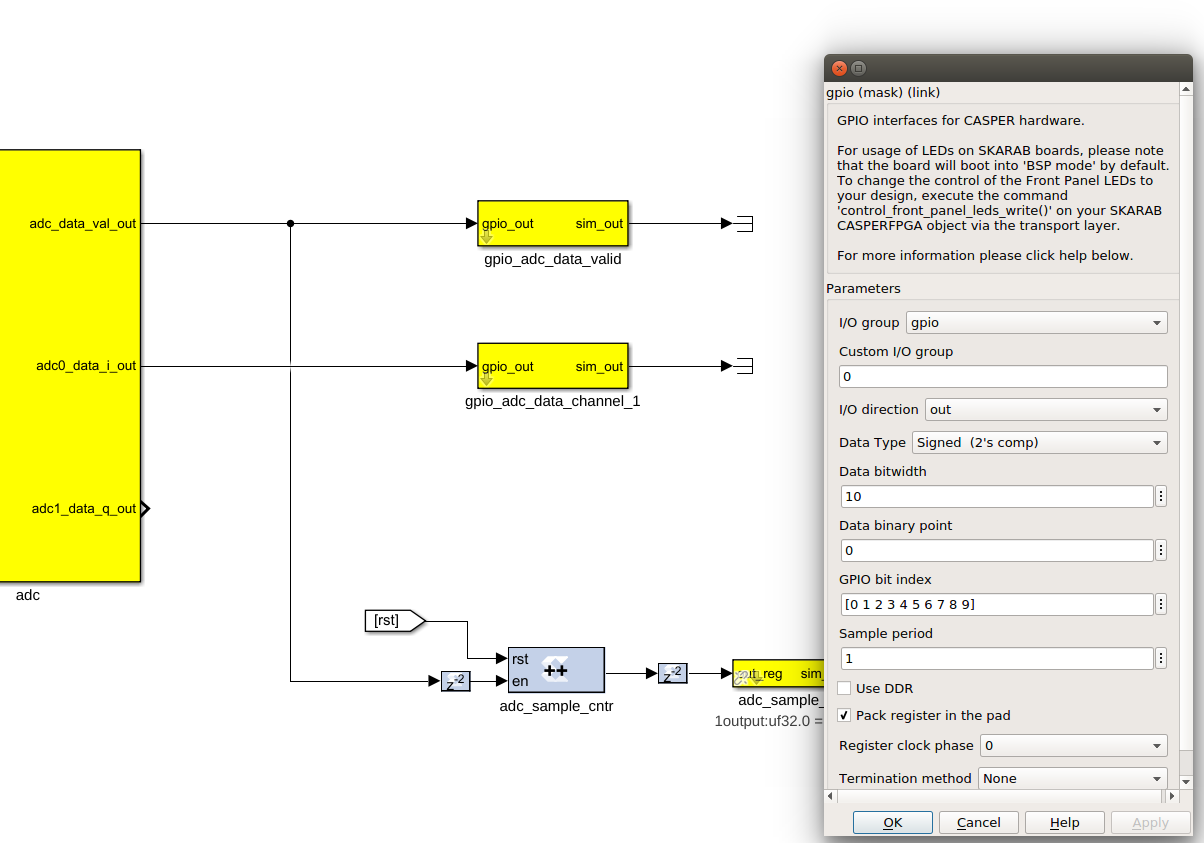 adc_data_val_out
gpio_out
sim_out
gpio_adc_data_valid
adc0_data_i_out
gpio_out
sim_out
gpio_adc_data_channel_1
adc1_data_q_out
adc
[rst]
rst
++
en
adc_sample_cntr
z-2
z-2
out_reg
sim_
adc_sample_
1output:uf32.0 =
gpio (mask) (link)
GPIO interfaces for CASPER hardware.
For usage of LEDs on SKARAB boards, please note
that the board will boot into 'BSP mode' by default.
To change the control of the Front Panel LEDs to
your design, execute the command
'control_front_panel_leds_write()' on your SKARAB
CASPERFPGA object via the transport layer.
For more information please click help below.
Parameters
I/O group gpio
Custom I/O group
0
I/O direction out
Data Type Signed (2's comp)
Data bitwidth
10
Data binary point
0
GPIO bit index
[0 1 2 3 4 5 6 7 8 9]
Sample period
1
Use DDR
Pack register in the pad
Register clock phase 0
Termination method None
OK Cancel Help Apply